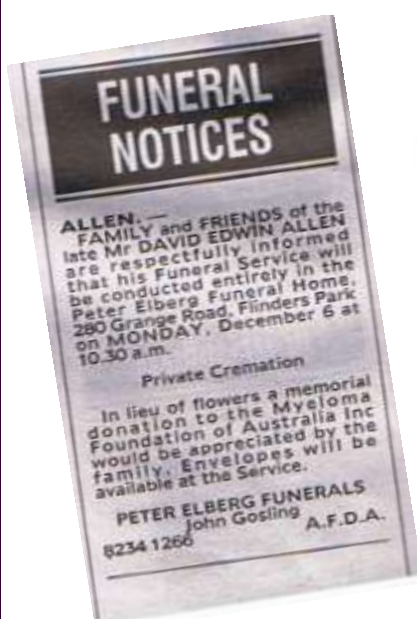 FUNERAL
NOTICES
ALLEN. —
FAMILY and FRIENDS of the
late Mr DAVID EDWIN ALLEN
are respectfully informed
that his Funeral Service will
be conducted entirely in the
Peter Elberg Funeral Home,
280 Grange Road, Flinders Park
on MONDAY, December 6 at
10.30 a.m.
Private Cremation
In lieu of flowers a memorial
donation to the Myeloma
Foundation of Australia Inc
would be appreciated by the
family. Envelopes will be
available at the Service.
PETER ELBERG FUNERALS
John Gosling
8234 1266 A.F.D.A.